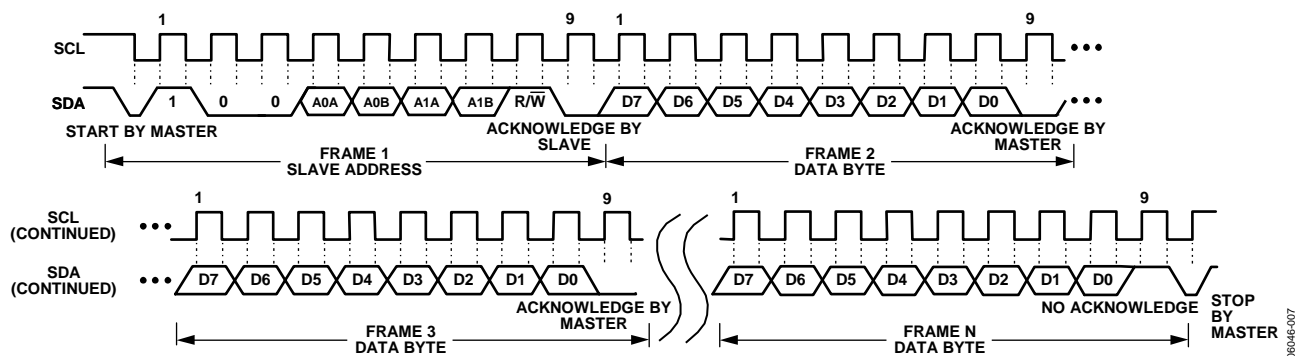 1 9 1 9
SCL
SDA 1 0 0 A0A A0B A1A A1B R/W̅ D7 D6 D5 D4 D3 D2 D1 D0
START BY MASTER
ACKNOWLEDGE BY
SLAVE
ACKNOWLEDGE BY
MASTER
FRAME 1
SLAVE ADDRESS
FRAME 2
DATA BYTE
1 9 1 9
SCL
(CONTINUED)
SDA
(CONTINUED)
D7 D6 D5 D4 D3 D2 D1 D0 D7 D6 D5 D4 D3 D2 D1 D0
ACKNOWLEDGE BY
MASTER
NO ACKNOWLEDGE
STOP
BY
MASTER
FRAME 3
DATA BYTE
FRAME N
DATA BYTE
06046-007